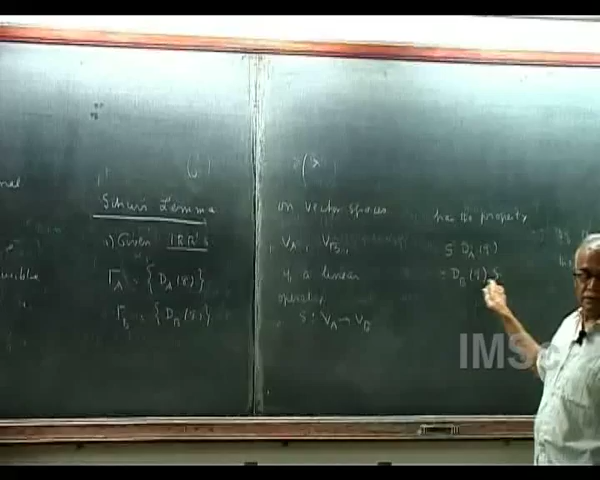 Schur's Lemma
1) Given IRR's
Γ_A = {D_A(g)}
Γ_B = {D_B(g)}
on vector spaces
V_A, V_B,
if a linear
operator
S: V_A → V_B
has the property
S D_A(g)
= D_B(g) S
IMSc